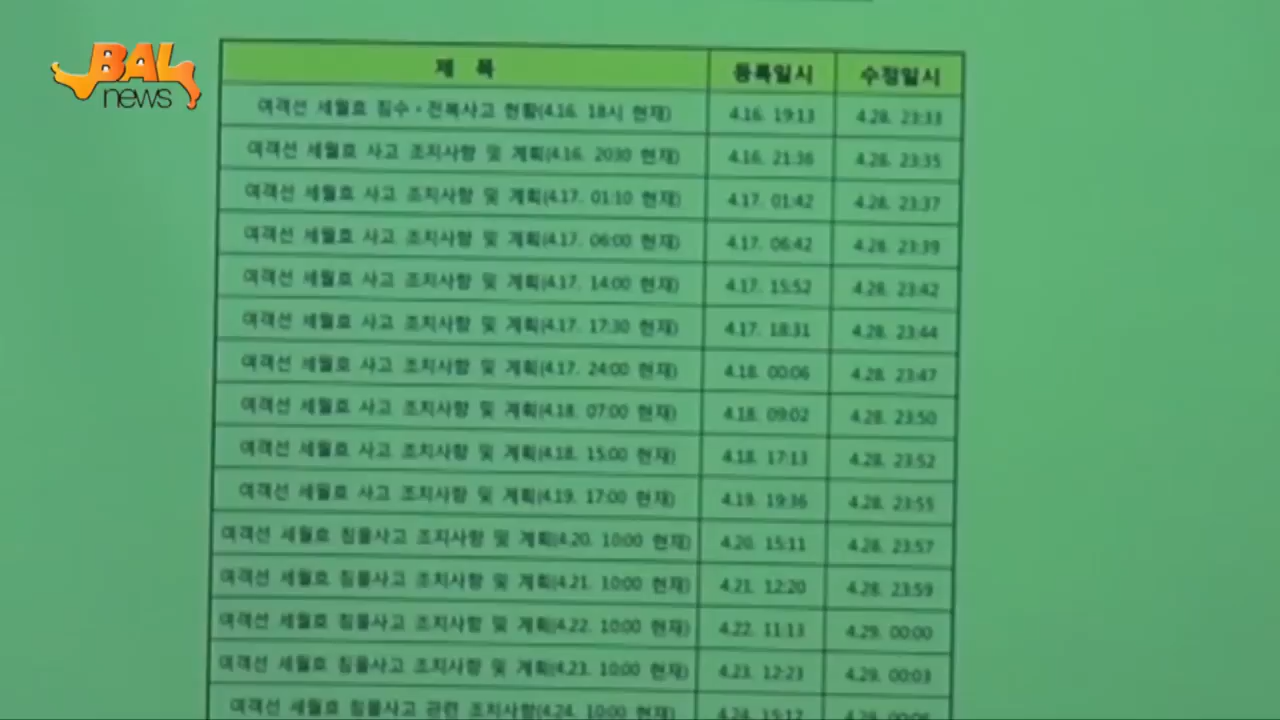 BAL
news
제 목 등록일시 수정일시
여객선 세월호 침수·전복사고 현황(4.16. 18시 현재) 4.16. 19:13 4.28. 23:33
여객선 세월호 사고 조치사항 및 계획(4.16. 2030 현재) 4.16. 21:36 4.28. 23:35
여객선 세월호 사고 조치사항 및 계획(4.17. 01:10 현재) 4.17. 01:42 4.28. 23:37
여객선 세월호 사고 조치사항 및 계획(4.17. 06:00 현재) 4.17. 06:42 4.28. 23:39
여객선 세월호 사고 조치사항 및 계획(4.17. 14:00 현재) 4.17. 15:52 4.28. 23:42
여객선 세월호 사고 조치사항 및 계획(4.17. 17:30 현재) 4.17. 18:31 4.28. 23:44
여객선 세월호 사고 조치사항 및 계획(4.17. 24:00 현재) 4.18. 00:06 4.28. 23:47
여객선 세월호 사고 조치사항 및 계획(4.18. 07:00 현재) 4.18. 09:02 4.28. 23:50
여객선 세월호 사고 조치사항 및 계획(4.18. 15:00 현재) 4.18. 17:13 4.28. 23:52
여객선 세월호 사고 조치사항 및 계획(4.19. 17:00 현재) 4.19. 19:36 4.28. 23:55
여객선 세월호 침몰사고 조치사항 및 계획(4.20. 10:00 현재) 4.20. 15:11 4.28. 23:57
여객선 세월호 침몰사고 조치사항 및 계획(4.21. 10:00 현재) 4.21. 12:20 4.28. 23:59
여객선 세월호 침몰사고 조치사항 및 계획(4.22. 10:00 현재) 4.22. 11:13 4.29. 00:00
여객선 세월호 침몰사고 조치사항 및 계획(4.23. 10:00 현재) 4.23. 12:23 4.29. 00:03
여객선 세월호 침몰사고 관련 조치사항(4.24. 10:00 현재) 4.24. 15:12